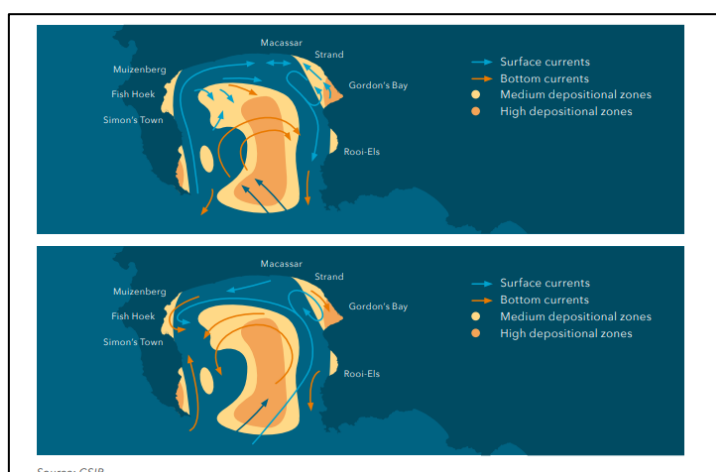 Macassar
Strand
Muizenberg
Gordon's Bay
Fish Hoek
Simon's Town
Rooi-Els
Surface currents
Bottom currents
Medium depositional zones
High depositional zones
Macassar
Strand
Muizenberg
Gordon's Bay
Fish Hoek
Simon's Town
Rooi-Els
Surface currents
Bottom currents
Medium depositional zones
High depositional zones
Source: CSIR